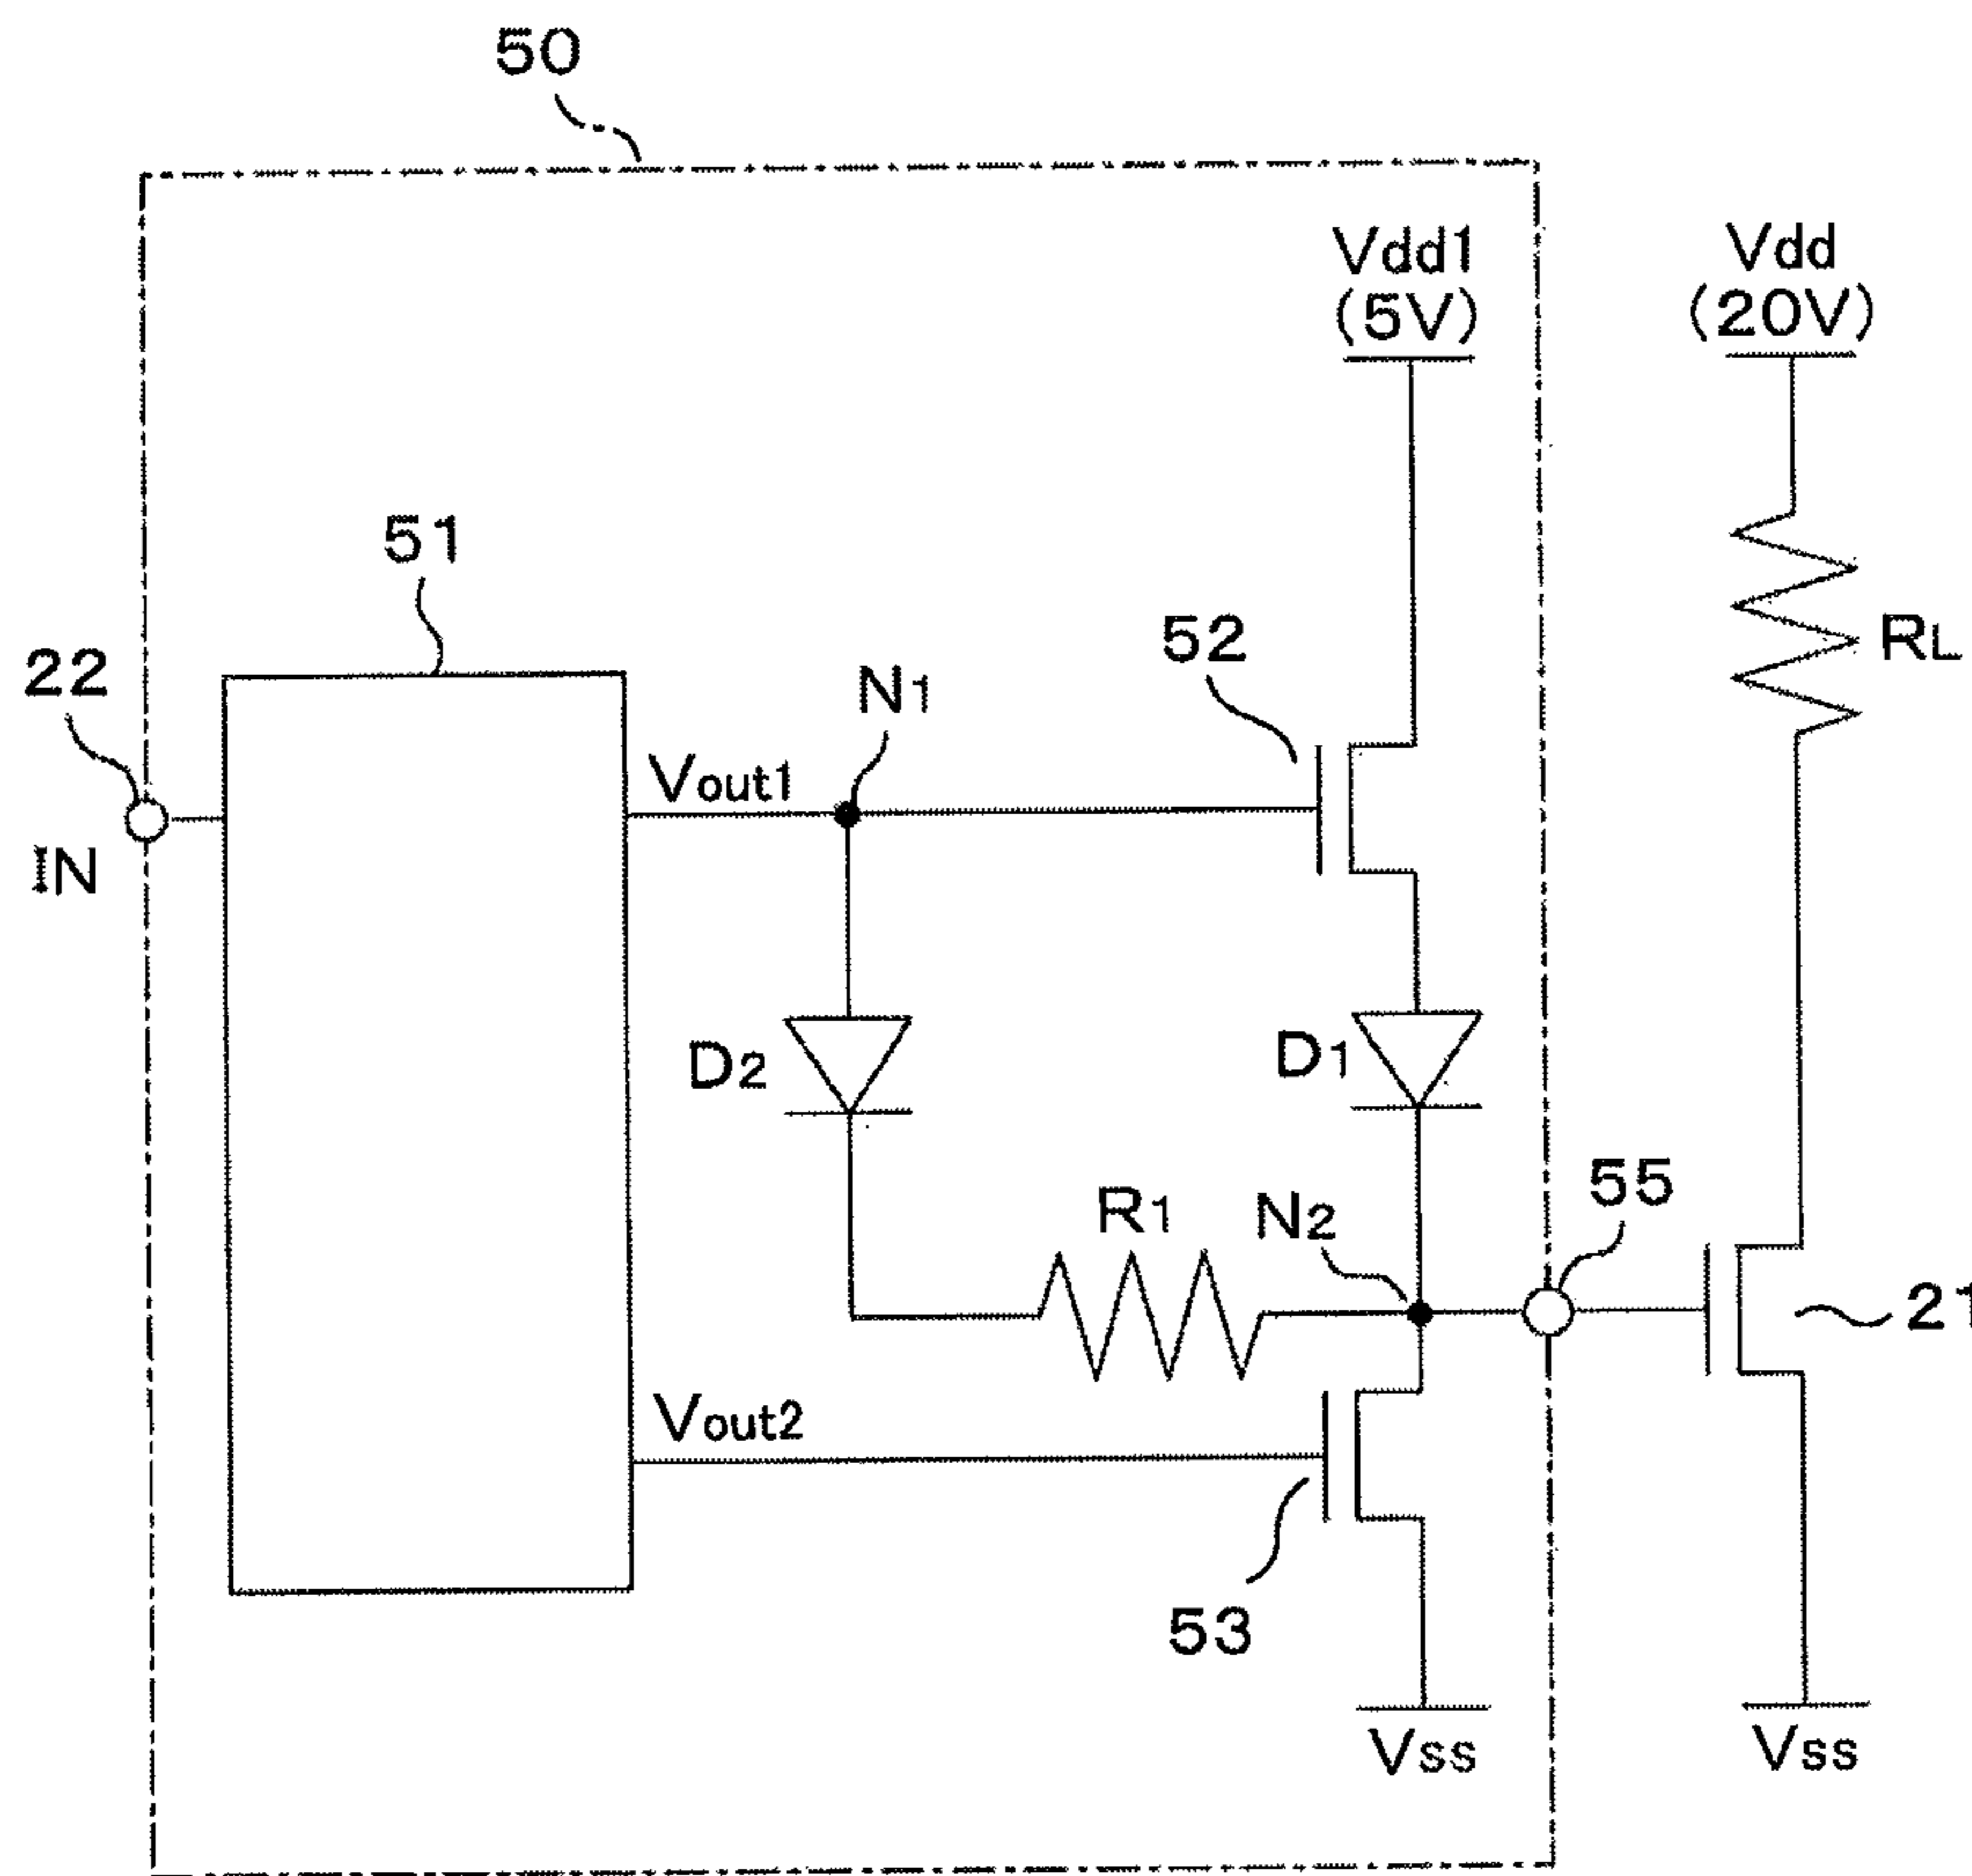 50
Vdd1
(5V)
Vdd
(20V)
51
52
RL
22
N1
Vout1
IN
D2
D1
55
R1
N2
21
Vout2
53
Vss
Vss